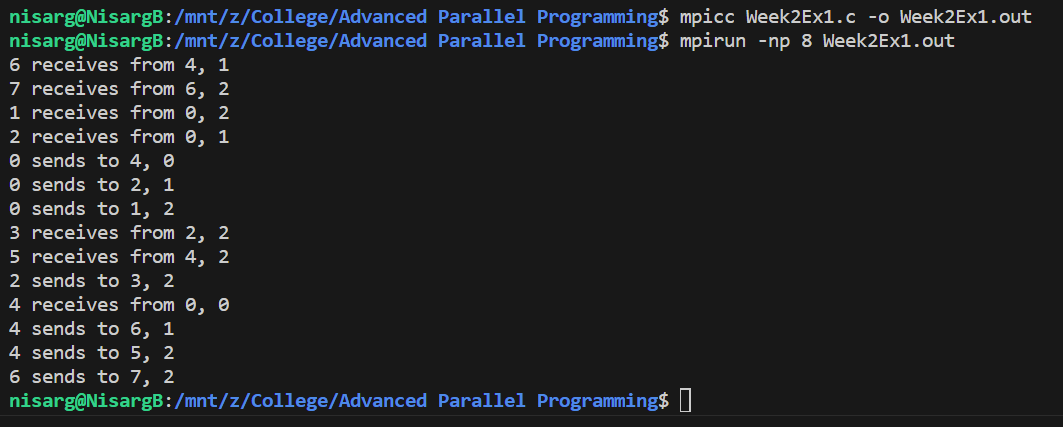 nisarg@NisargB:/mnt/z/College/Advanced Parallel Programming$ mpicc Week2Ex1.c -o Week2Ex1.out
nisarg@NisargB:/mnt/z/College/Advanced Parallel Programming$ mpirun -np 8 Week2Ex1.out
6 receives from 4, 1
7 receives from 6, 2
1 receives from 0, 2
2 receives from 0, 1
0 sends to 4, 0
0 sends to 2, 1
0 sends to 1, 2
3 receives from 2, 2
5 receives from 4, 2
2 sends to 3, 2
4 receives from 0, 0
4 sends to 6, 1
4 sends to 5, 2
6 sends to 7, 2
nisarg@NisargB:/mnt/z/College/Advanced Parallel Programming$